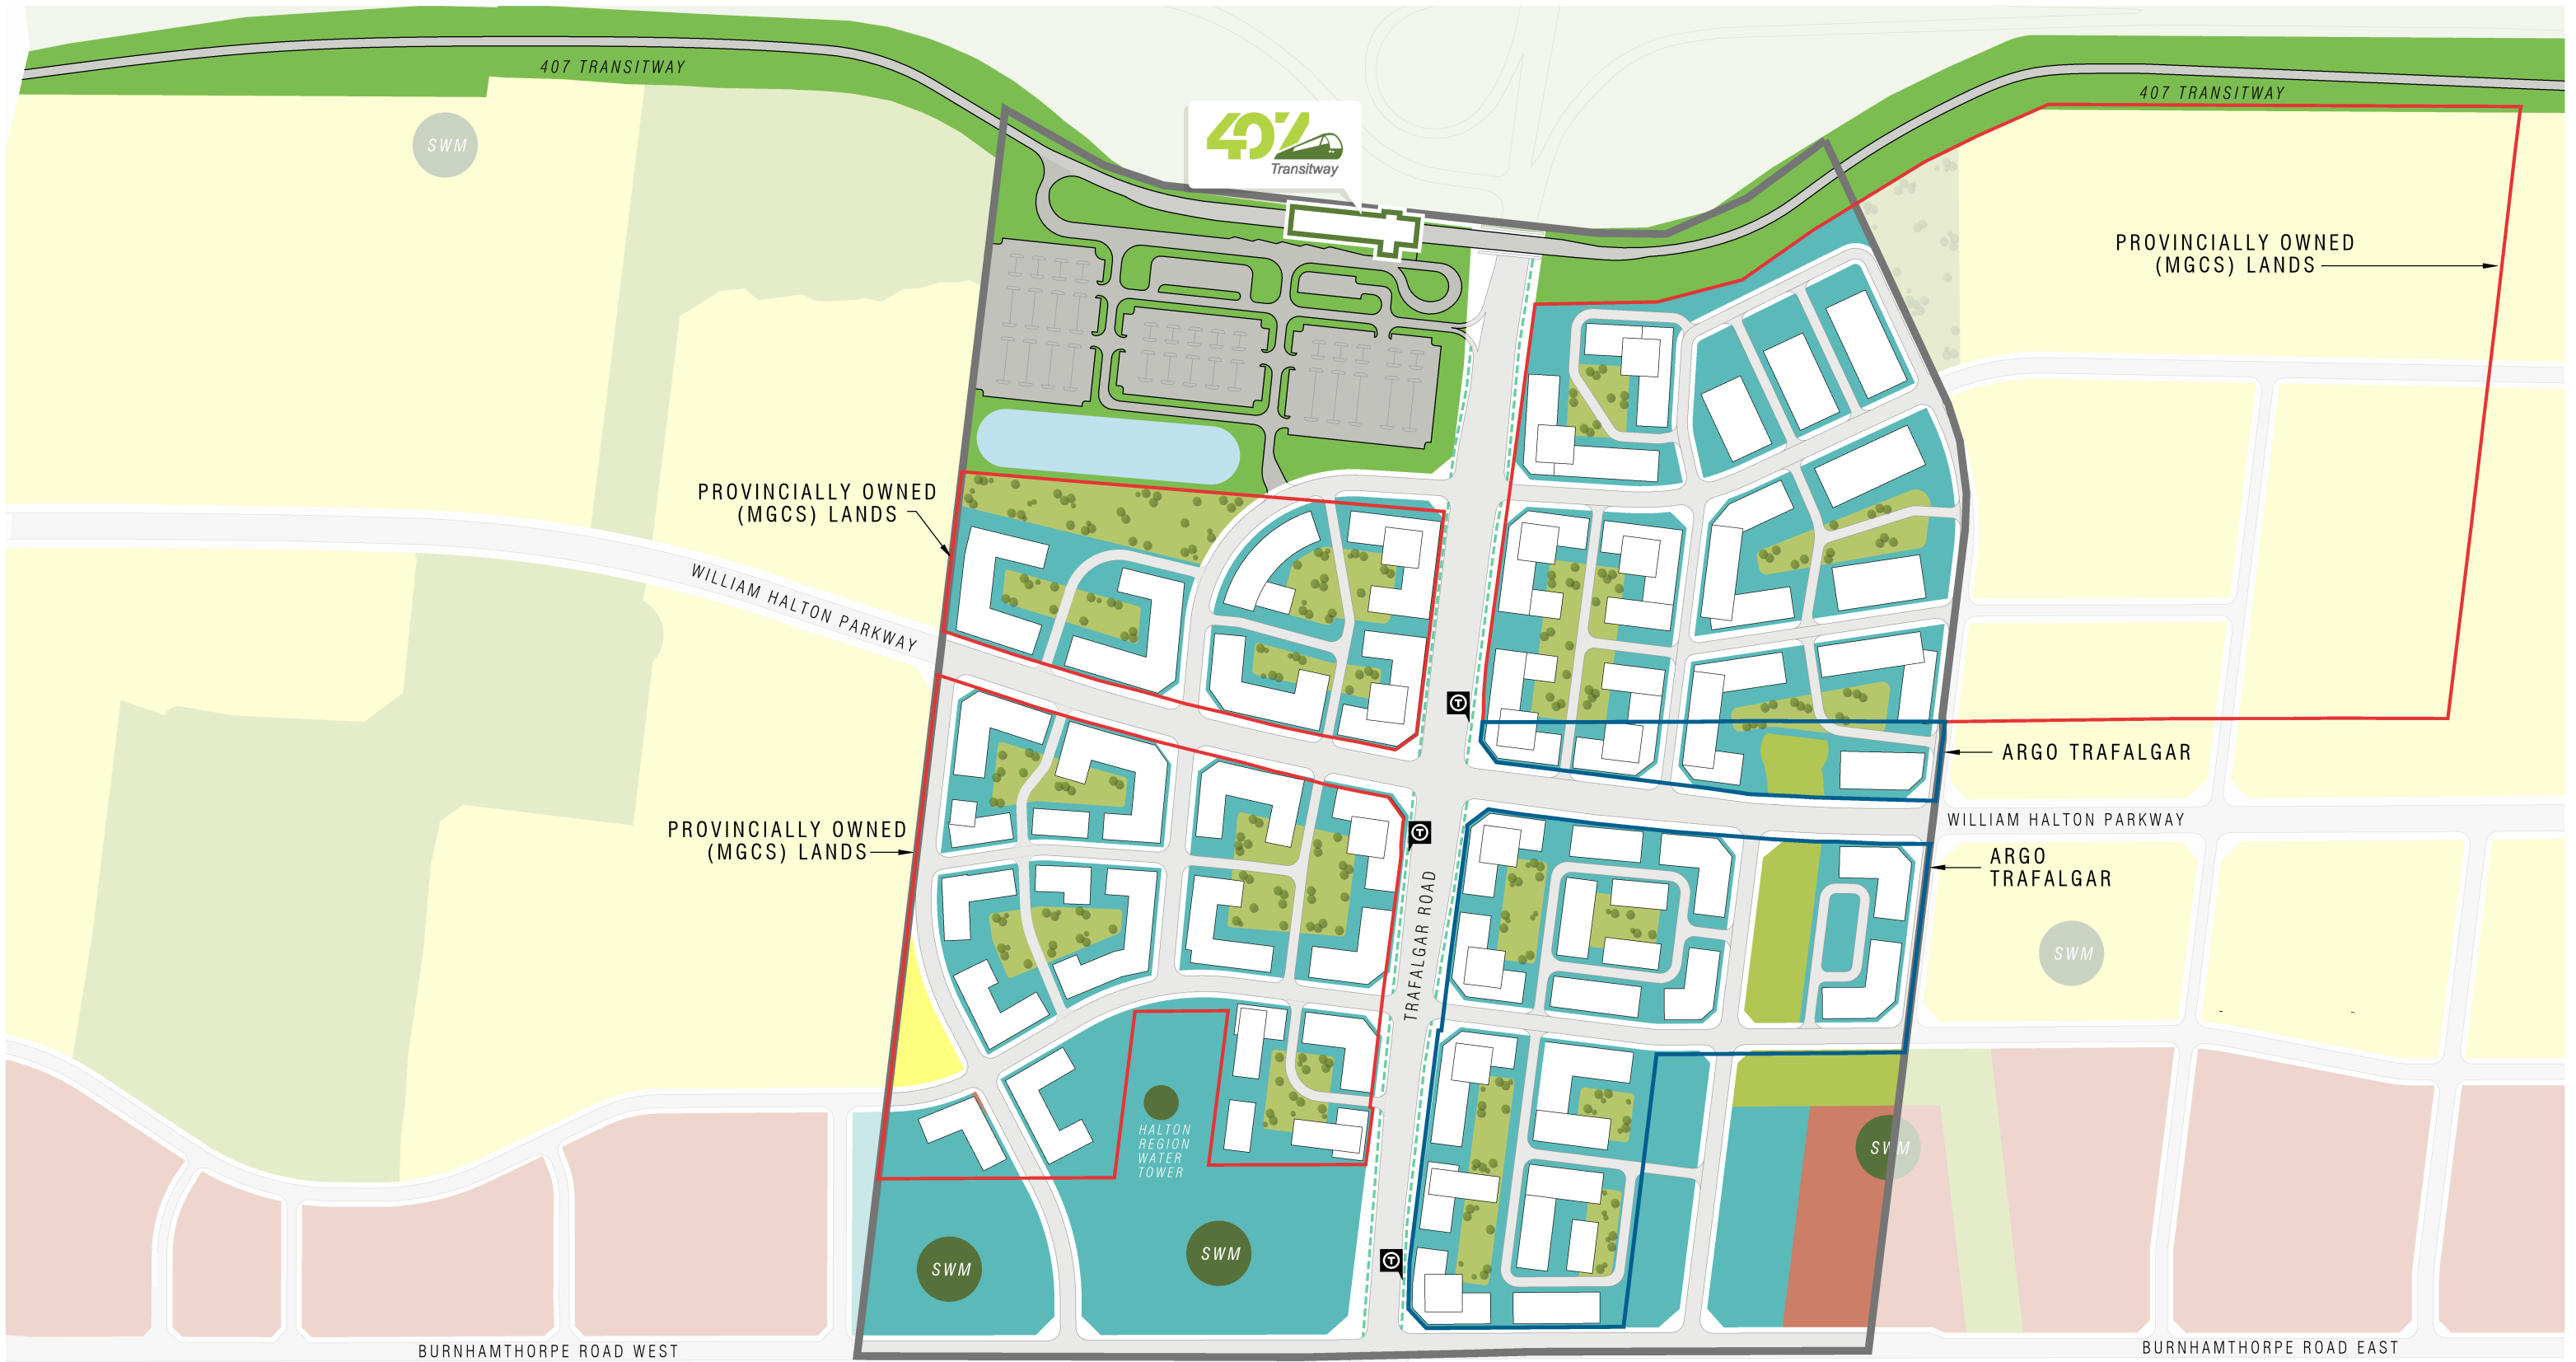 407 TRANSITWAY
407 TRANSITWAY
SWM
407
Transitway
PROVINCIALLY OWNED
(MGCS) LANDS
PROVINCIALLY OWNED
(MGCS) LANDS
WILLIAM HALTON PARKWAY
T
ARGO TRAFALGAR
PROVINCIALLY OWNED
(MGCS) LANDS
T
WILLIAM HALTON PARKWAY
ARGO
TRAFALGAR
TRAFALGAR ROAD
SWM
HALTON
REGION
WATER
TOWER
SWM
SWM
SWM
T
BURNHAMTHORPE ROAD WEST
BURNHAMTHORPE ROAD EAST